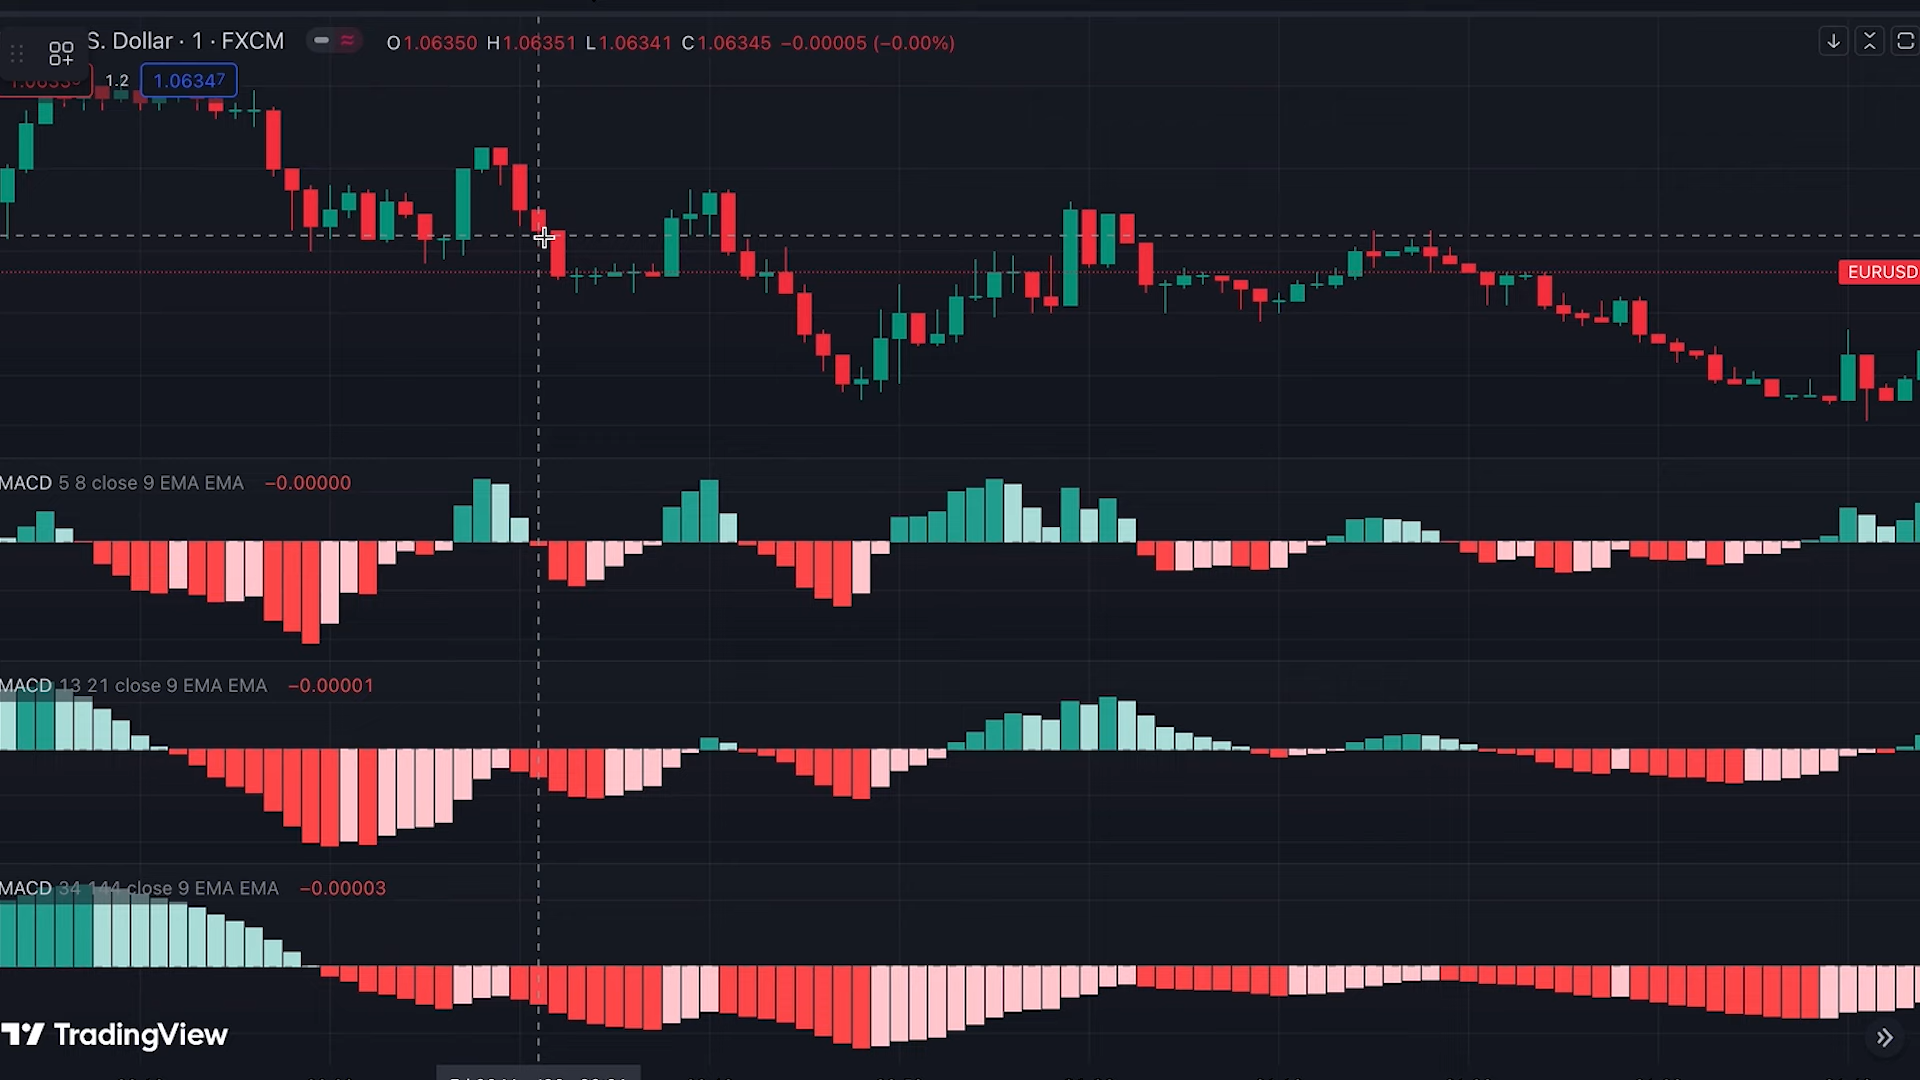 S. Dollar · 1 · FXCM
O1.06350 H1.06351 L1.06341 C1.06345 −0.00005 (−0.00%)
1.2 1.06347
EURUSD
MACD 5 8 close 9 EMA EMA −0.00000
MACD 13 21 close 9 EMA EMA −0.00001
MACD 34 144 close 9 EMA EMA −0.00003
TradingView